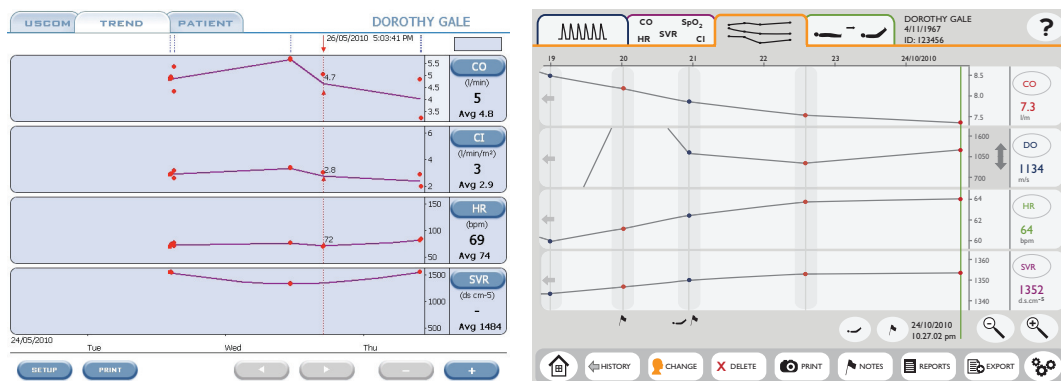 USCOM TREND PATIENT DOROTHY GALE
26/05/2010 5:03:41 PM
5.5
5
4.5
4
3.5
4.7
CO
(l/min)
5
Avg 4.8
6
4
2
2.8
CI
(l/min/m²)
3
Avg 2.9
150
100
50
72
HR
(bpm)
69
Avg 74
1500
1000
500
SVR
(ds cm-5)
-
Avg 1484
24/05/2010
Tue Wed Thu
SETUP PRINT - +
CO SpO₂
HR SVR CI
DOROTHY GALE
4/11/1967
ID: 123456
?
19 20 21 22 23 24/10/2010
8.5
8.0
7.5
CO
7.3
l/m
1600
1050
700
DO
1134
m/s
64
62
60
HR
64
bpm
1360
1350
1340
SVR
1352
d.s.cm⁻⁵
24/10/2010
10.27.02 pm
HISTORY CHANGE X DELETE PRINT NOTES REPORTS EXPORT